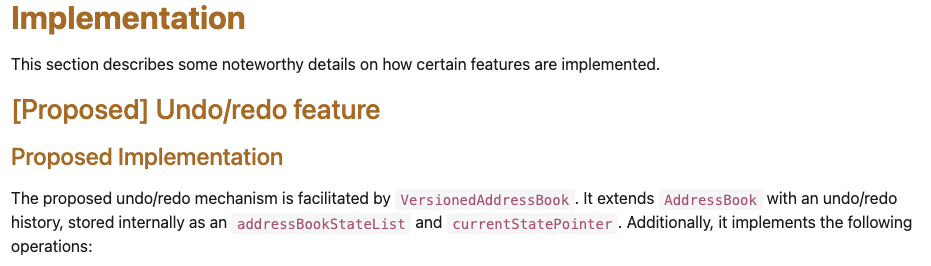 Implementation
This section describes some noteworthy details on how certain features are implemented.
[Proposed] Undo/redo feature
Proposed Implementation
The proposed undo/redo mechanism is facilitated by VersionedAddressBook. It extends AddressBook with an undo/redo
history, stored internally as an addressBookStateList and currentStatePointer. Additionally, it implements the following
operations: